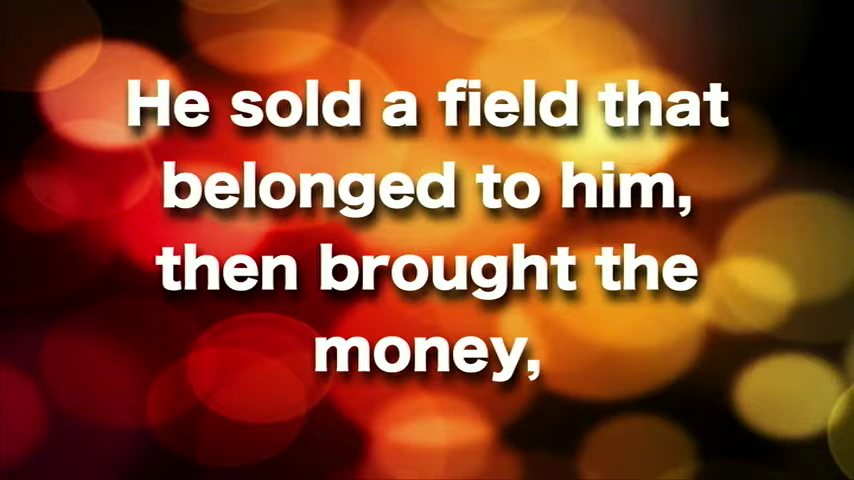 He sold a field that
belonged to him,
then brought the
money,